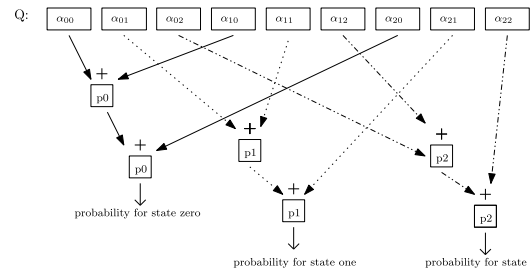 Q: α₀₀ α₀₁ α₀₂ α₁₀ α₁₁ α₁₂ α₂₀ α₂₁ α₂₂
+
p0
+ + +
p1 p2
p0
+ +
p1 p2
probability for state zero
probability for state one probability for state